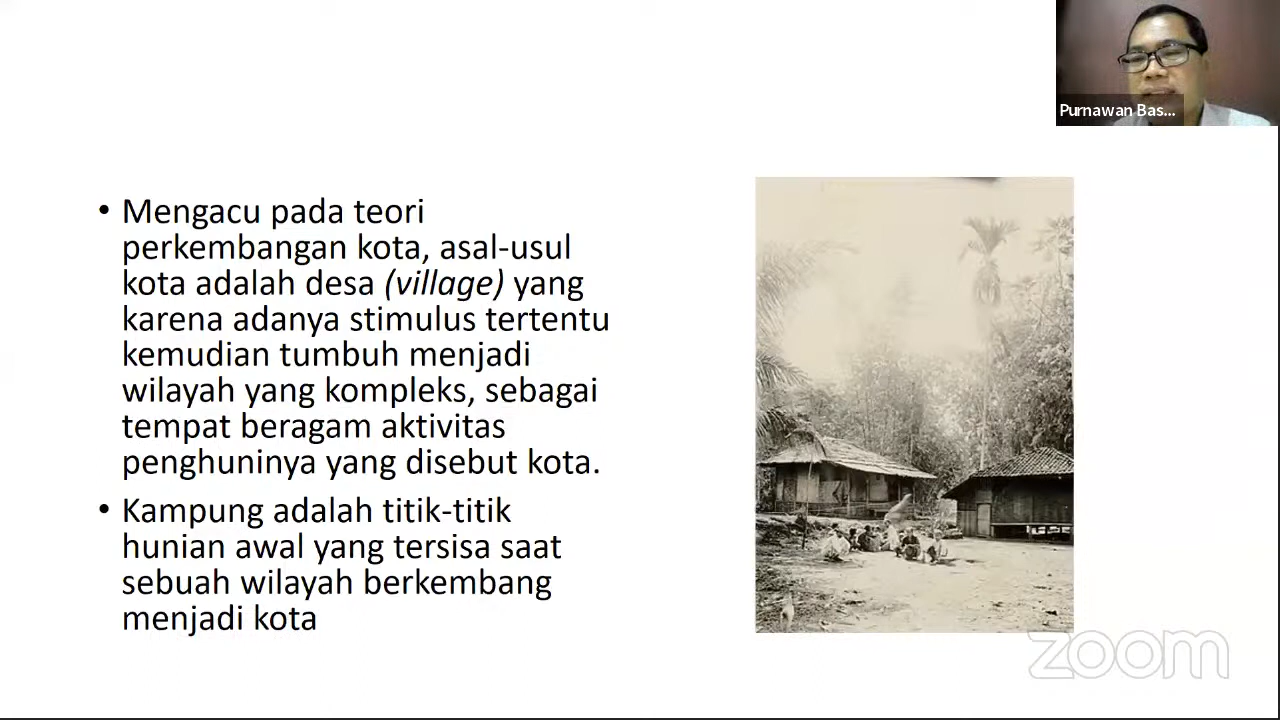 Purnawan Bas...
• Mengacu pada teori
perkembangan kota, asal-usul
kota adalah desa (village) yang
karena adanya stimulus tertentu
kemudian tumbuh menjadi
wilayah yang kompleks, sebagai
tempat beragam aktivitas
penghuninya yang disebut kota.
• Kampung adalah titik-titik
hunian awal yang tersisa saat
sebuah wilayah berkembang
menjadi kota
zoom